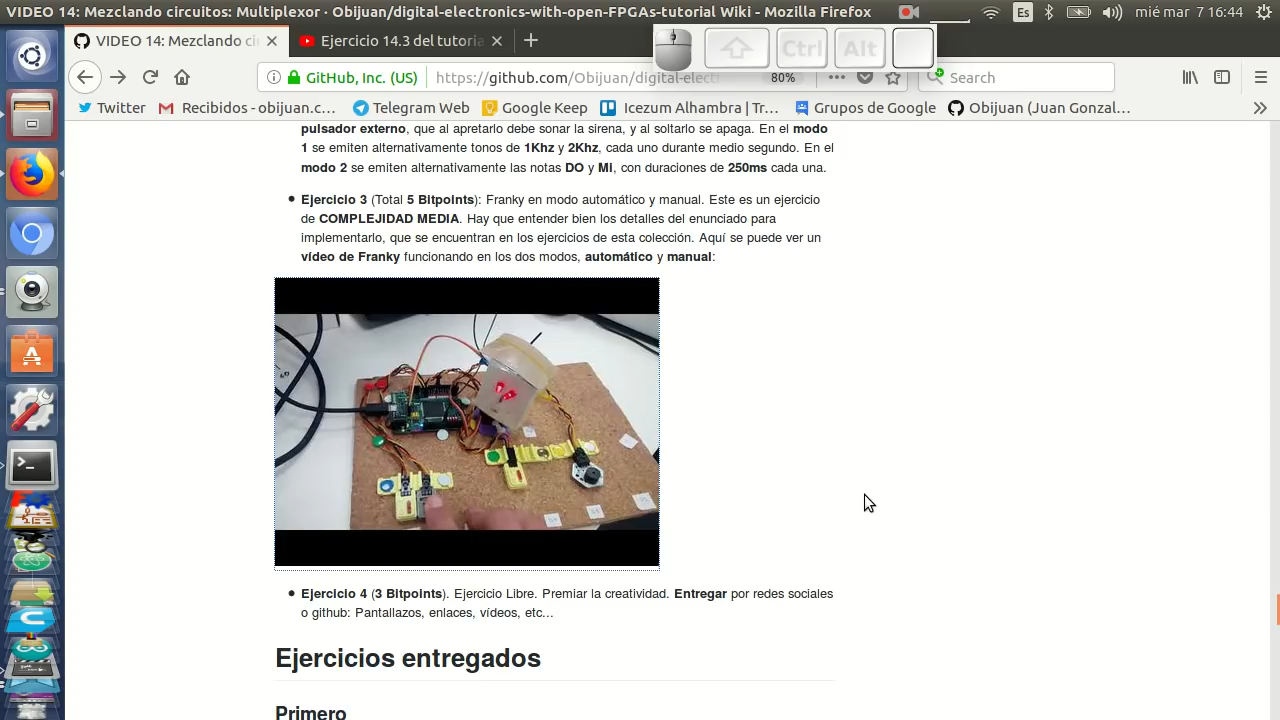 VIDEO 14: Mezclando circuitos: Multiplexor · Obijuan/digital-electronics-with-open-FPGAs-tutorial Wiki - Mozilla Firefox
Es
mié mar 7 16:44
VIDEO 14: Mezclando ci
Ejercicio 14.3 del tutoria
Ctrl
Alt
GitHub, Inc. (US)
https://github.com/Obijuan/digital-elect
80%
Search
Twitter
Recibidos - obijuan.c...
Telegram Web
Google Keep
Icezum Alhambra | Tr...
Grupos de Google
Obijuan (Juan Gonzal...
pulsador externo, que al apretarlo debe sonar la sirena, y al soltarlo se apaga. En el modo
1 se emiten alternativamente tonos de 1Khz y 2Khz, cada uno durante medio segundo. En el
modo 2 se emiten alternativamente las notas DO y MI, con duraciones de 250ms cada una.
Ejercicio 3 (Total 5 Bitpoints): Franky en modo automático y manual. Este es un ejercicio
de COMPLEJIDAD MEDIA. Hay que entender bien los detalles del enunciado para
implementarlo, que se encuentran en los ejercicios de esta colección. Aquí se puede ver un
vídeo de Franky funcionando en los dos modos, automático y manual:
Ejercicio 4 (3 Bitpoints). Ejercicio Libre. Premiar la creatividad. Entregar por redes sociales
o github: Pantallazos, enlaces, vídeos, etc...
Ejercicios entregados
Primero